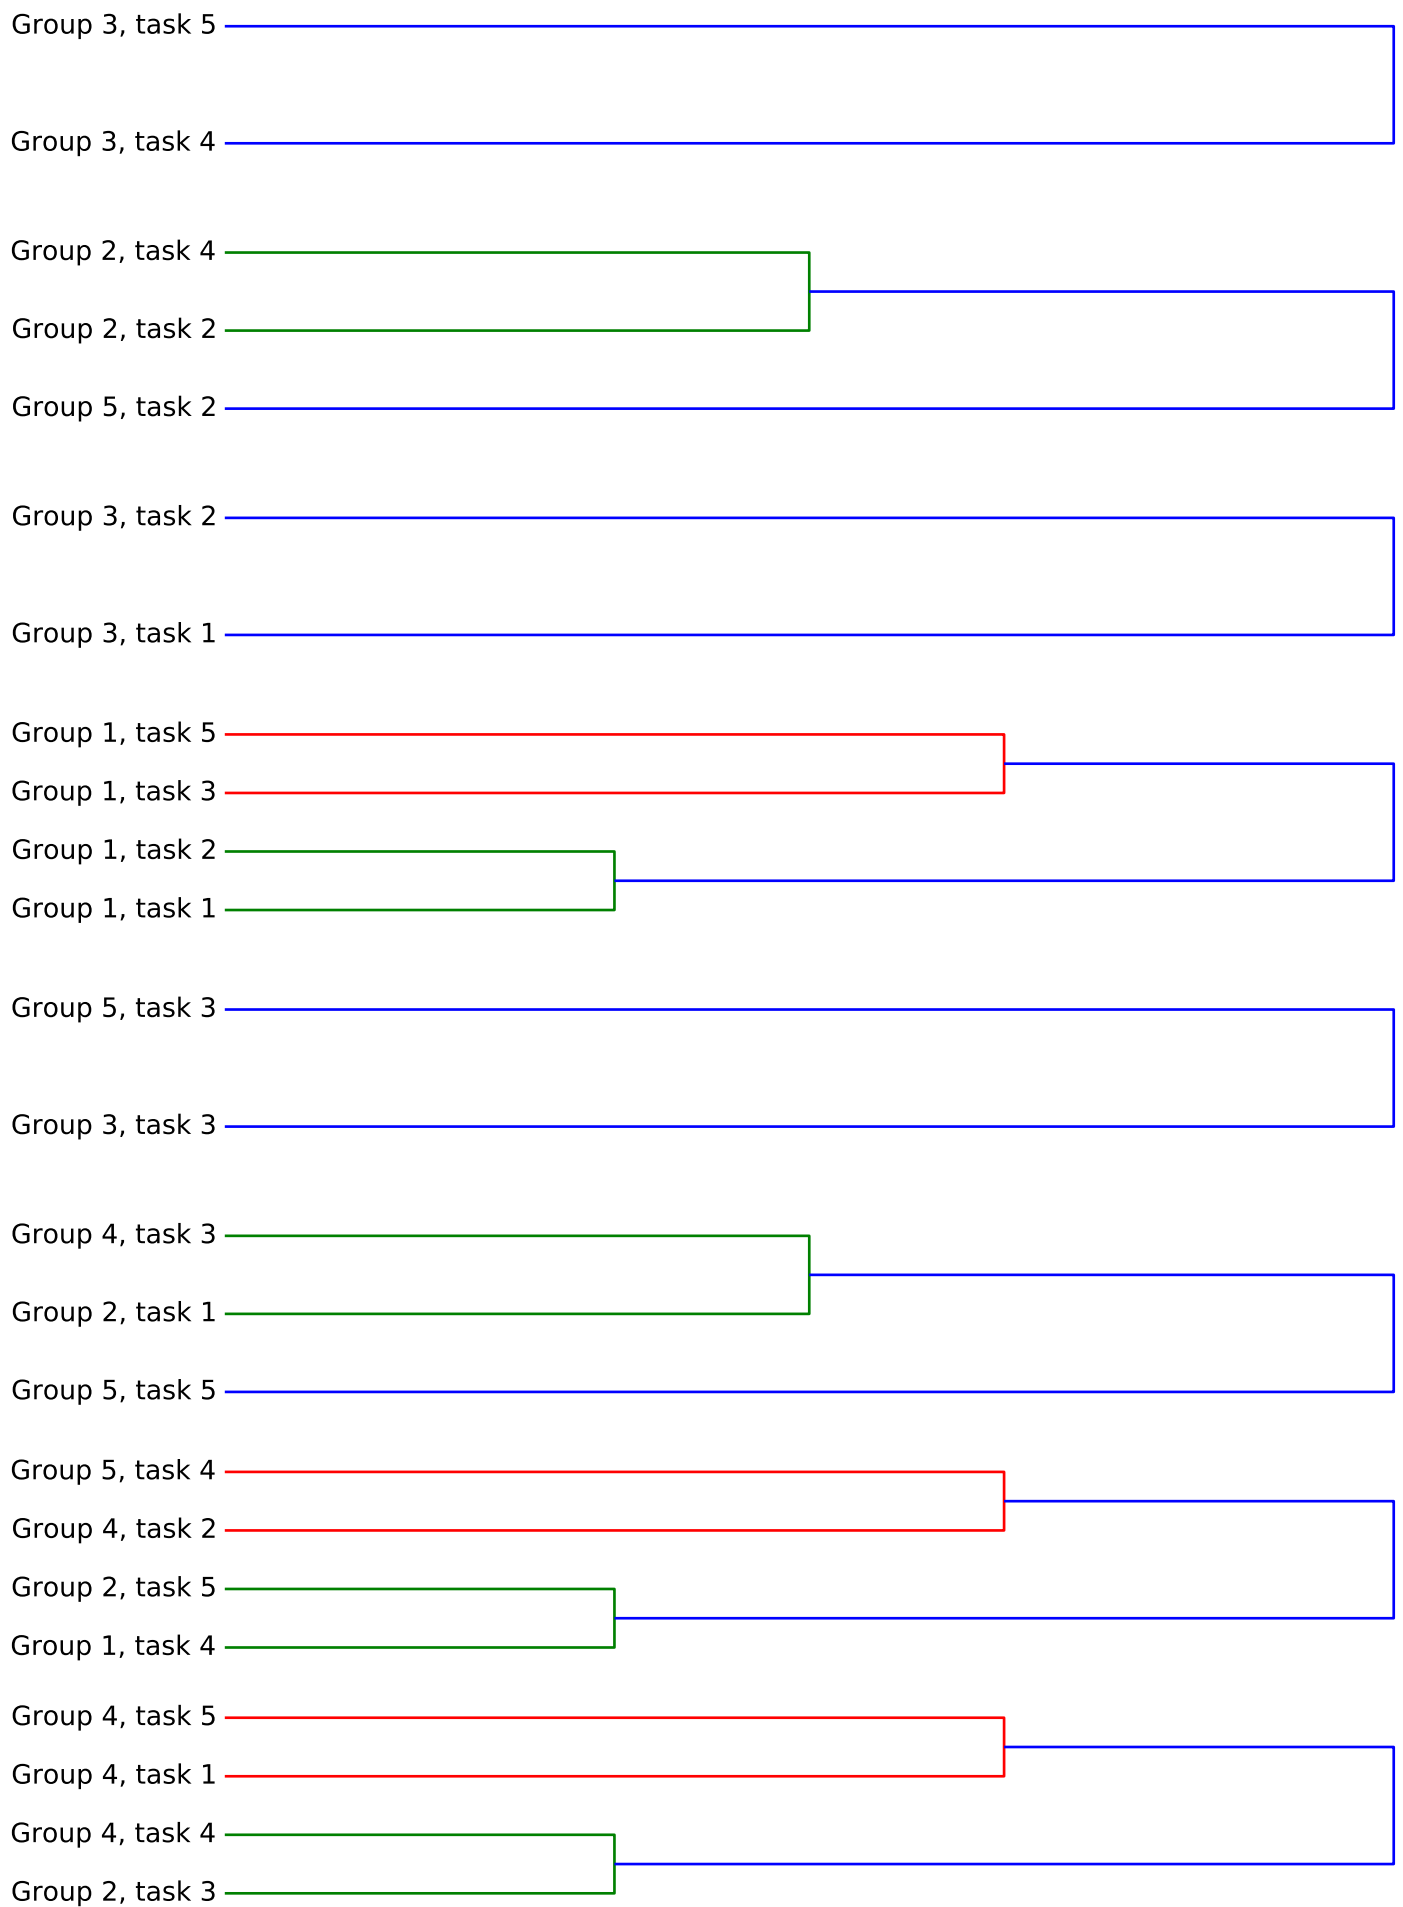 Group 3, task 5
Group 3, task 4
Group 2, task 4
Group 2, task 2
Group 5, task 2
Group 3, task 2
Group 3, task 1
Group 1, task 5
Group 1, task 3
Group 1, task 2
Group 1, task 1
Group 5, task 3
Group 3, task 3
Group 4, task 3
Group 2, task 1
Group 5, task 5
Group 5, task 4
Group 4, task 2
Group 2, task 5
Group 1, task 4
Group 4, task 5
Group 4, task 1
Group 4, task 4
Group 2, task 3